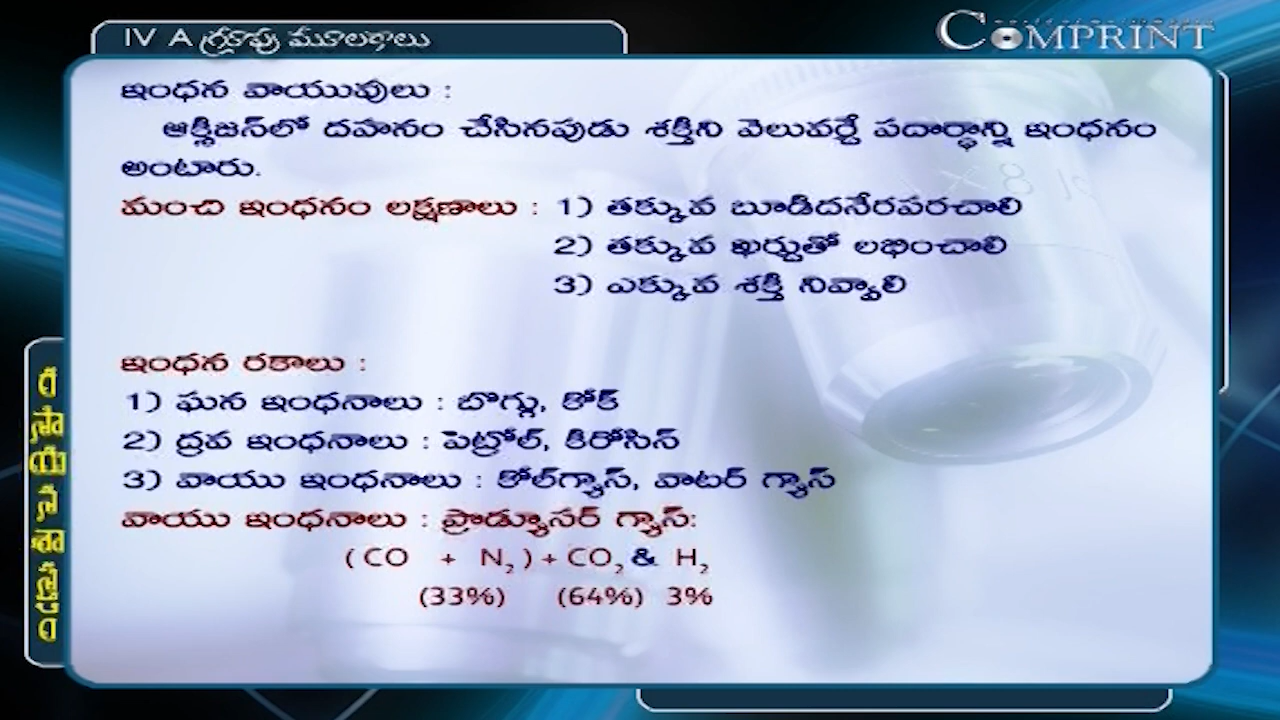 IV A గ్రూపు మూలకాలు
COMPRINT
ఇంధన వాయువులు :
ఆక్సిజన్‌లో దహనం చేసినపుడు శక్తిని వెలువర్చే పదార్థాన్ని ఇంధనం
అంటారు.
మంచి ఇంధనం లక్షణాలు : 1) తక్కువ బూడిదనేరపరచాలి
2) తక్కువ ఖర్చుతో లభించాలి
3) ఎక్కువ శక్తి నివ్వాలి
ఇంధన రకాలు :
1) ఘన ఇంధనాలు : బొగ్గు, కోక్
2) ద్రవ ఇంధనాలు : పెట్రోల్, కిరోసిన్
3) వాయు ఇంధనాలు : కోల్‌గ్యాస్, వాటర్ గ్యాస్
వాయు ఇంధనాలు : ప్రొడ్యూసర్ గ్యాస్:
( CO + N₂ ) + CO₂ & H₂
(33%) (64%) 3%
రసాయన శాస్త్రం